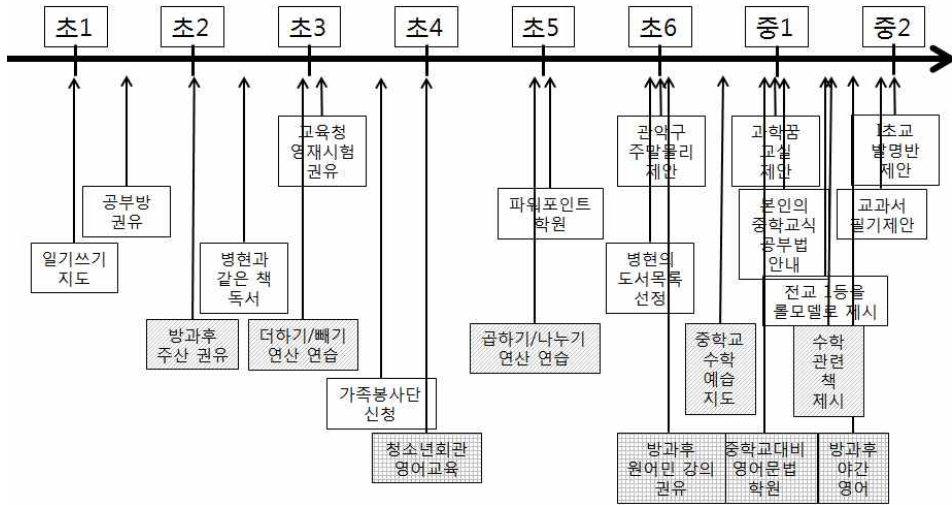 초1
초2
초3
초4
초5
초6
중1
중2
교육청
영재시험
권유
관악구
주말물리
제안
과학꿈
교실
제안
I초교
발명반
제안
공부방
권유
파워포인트
학원
본인의
중학교식
공부법
안내
교과서
필기제안
일기쓰기
지도
병현과
같은 책
독서
병현의
도서목록
선정
전교 1등을
롤모델로 제시
방과후
주산 권유
더하기/빼기
연산 연습
곱하기/나누기
연산 연습
중학교
수학
예습
지도
수학
관련
책
제시
가족봉사단
신청
청소년회관
영어교육
방과후
원어민 강의
권유
중학교대비
영어문법
학원
방과후
야간
영어